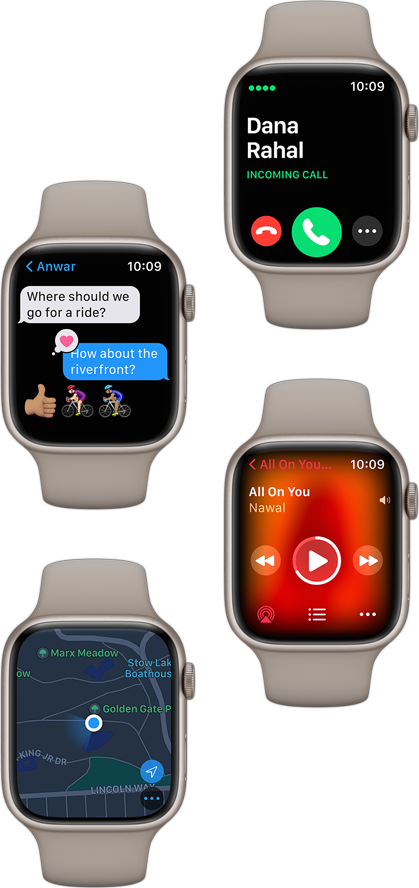 10:09
Dana
Rahal
INCOMING CALL
Anwar
10:09
Where should we
go for a ride?
How about the
riverfront?
All On You...
10:09
All On You
Nawal
Marx Meadow
Stow Lak
Boathous
ow
Golden Gate P
-KING JR DR
LINCOLN WAY